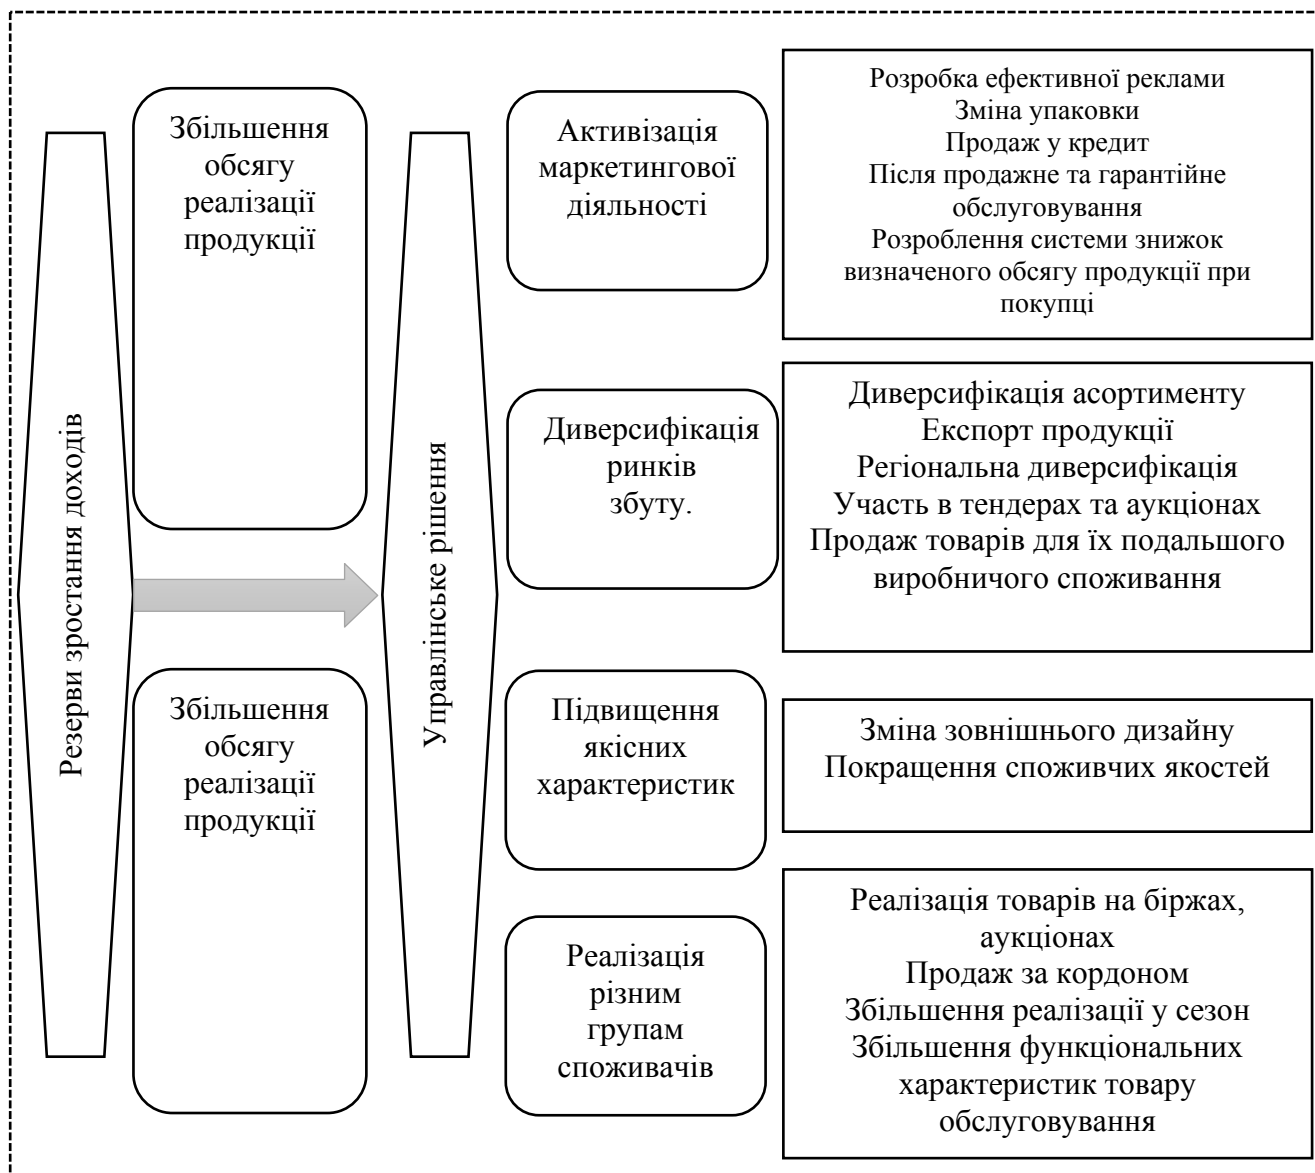 Резерви зростання доходів
Збільшення
обсягу
реалізації
продукції
Збільшення
обсягу
реалізації
продукції
Управлінське рішення
Активізація
маркетингової
діяльності
Розробка ефективної реклами
Зміна упаковки
Продаж у кредит
Після продажне та гарантійне
обслуговування
Розроблення системи знижок
визначеного обсягу продукції при
покупці
Диверсифікація
ринків
збуту.
Диверсифікація асортименту
Експорт продукції
Регіональна диверсифікація
Участь в тендерах та аукціонах
Продаж товарів для їх подальшого
виробничого споживання
Підвищення
якісних
характеристик
Зміна зовнішнього дизайну
Покращення споживчих якостей
Реалізація
різним
групам
споживачів
Реалізація товарів на біржах,
аукціонах
Продаж за кордоном
Збільшення реалізації у сезон
Збільшення функціональних
характеристик товару
обслуговування